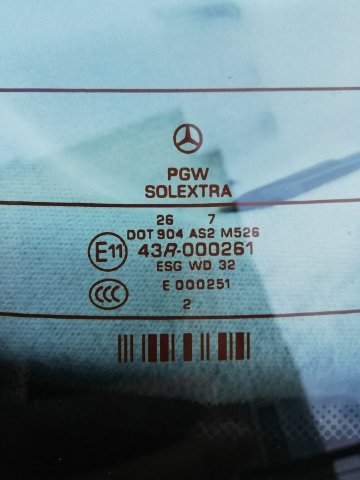 PGW
SOLEXTRA
26 7
DOT 904 AS2 M526
E11 43R-000261
ESG WD 32
CCC E 000251
2